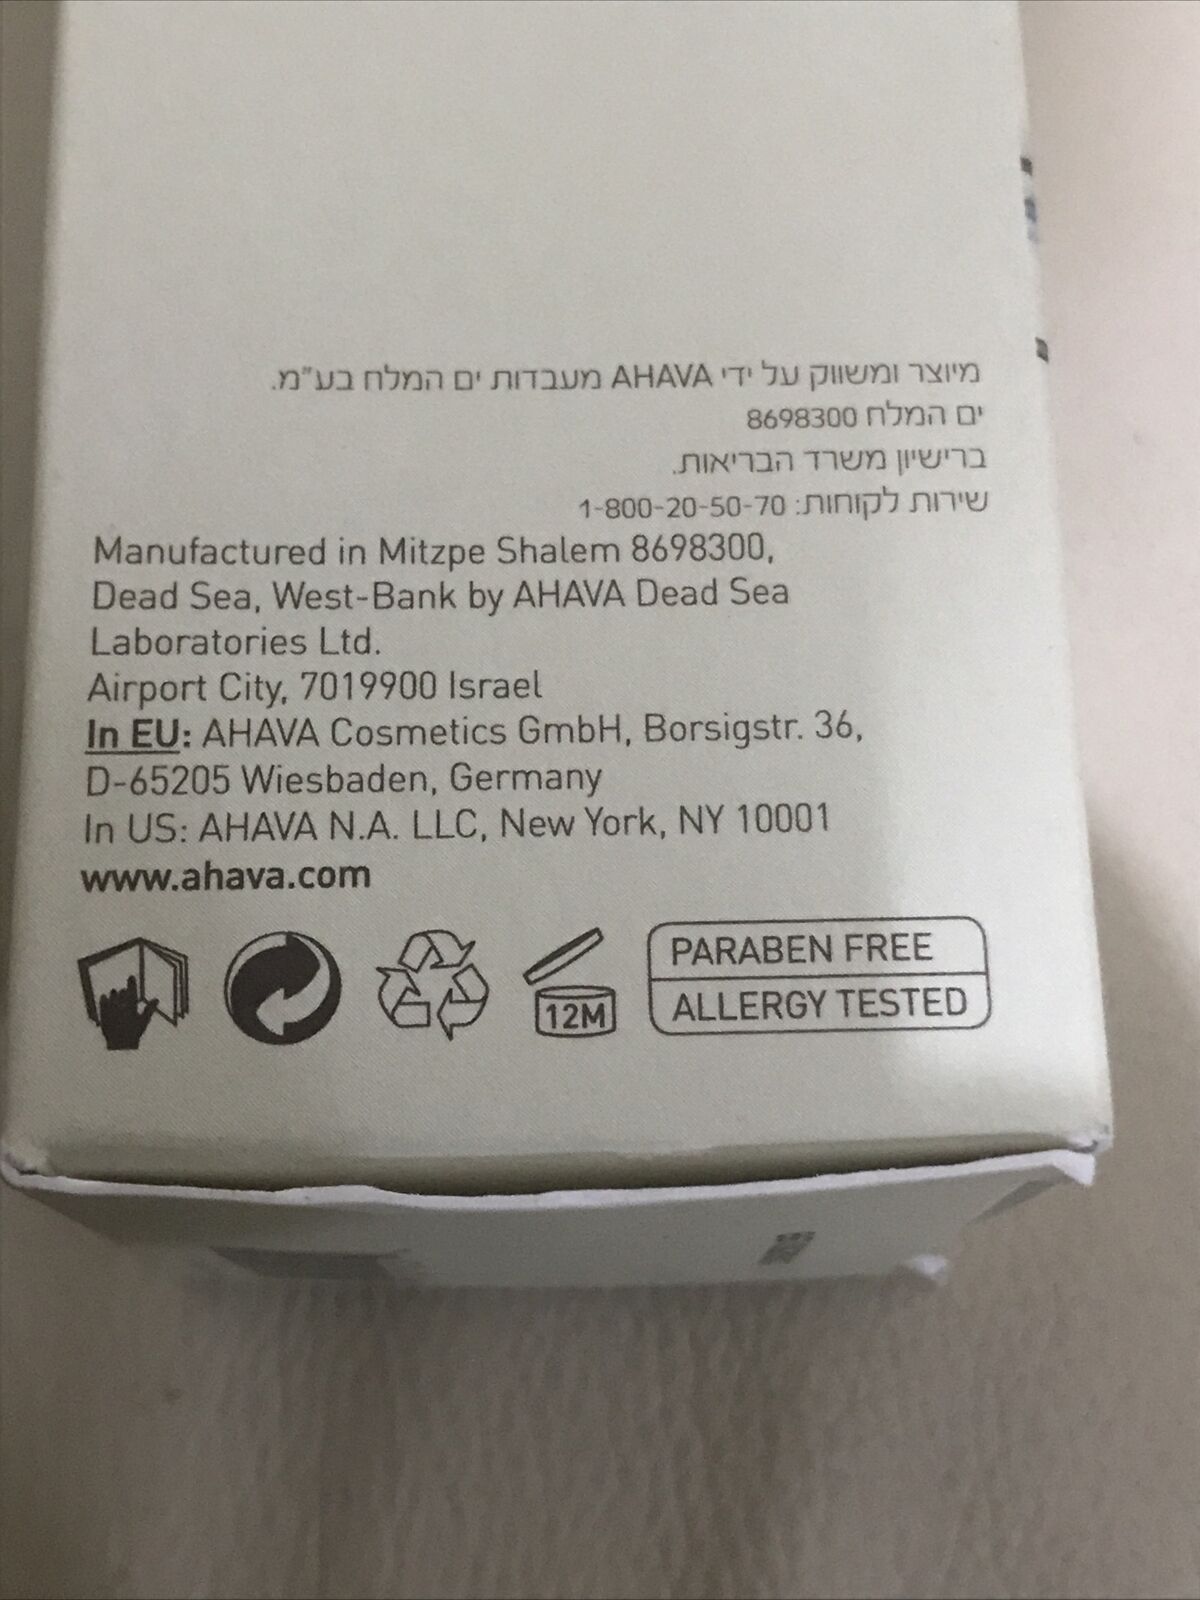 מיוצר ומשווק על ידי AHAVA מעבדות ים המלח בע"מ.
ים המלח 8698300
ברישיון משרד הבריאות.
שירות לקוחות: 1-800-20-50-70
Manufactured in Mitzpe Shalem 8698300,
Dead Sea, West-Bank by AHAVA Dead Sea
Laboratories Ltd.
Airport City, 7019900 Israel
In EU: AHAVA Cosmetics GmbH, Borsigstr. 36,
D-65205 Wiesbaden, Germany
In US: AHAVA N.A. LLC, New York, NY 10001
www.ahava.com
12M
PARABEN FREE
ALLERGY TESTED